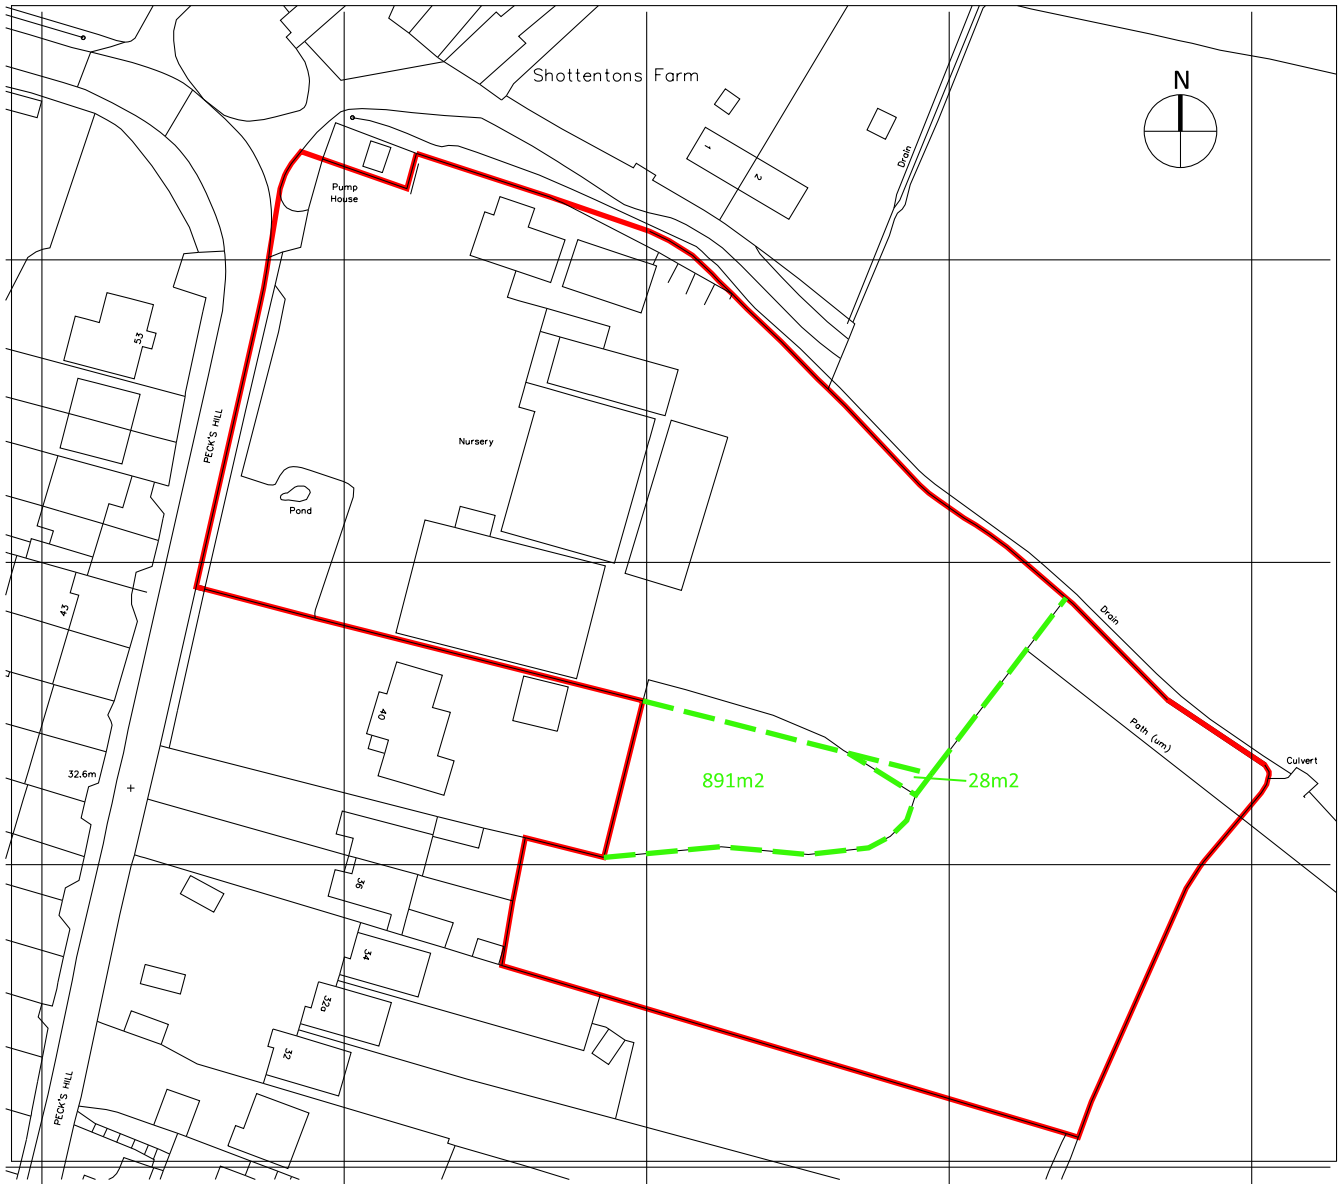 Shottentons Farm
N
Drain
1
2
Pump
House
53
PECK'S HILL
Nursery
Pond
43
Drain
40
Path (um)
Culvert
32.6m
891m2
28m2
36
34
32a
32
PECK'S HILL